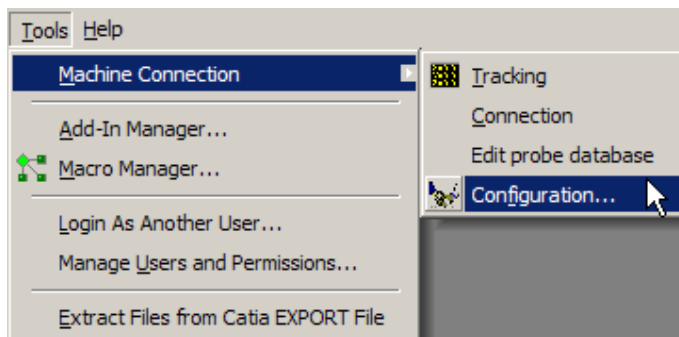 Tools Help
Machine Connection
Add-In Manager...
Macro Manager...
Login As Another User...
Manage Users and Permissions...
Extract Files from Catia EXPORT File
Tracking
Connection
Edit probe database
Configuration...